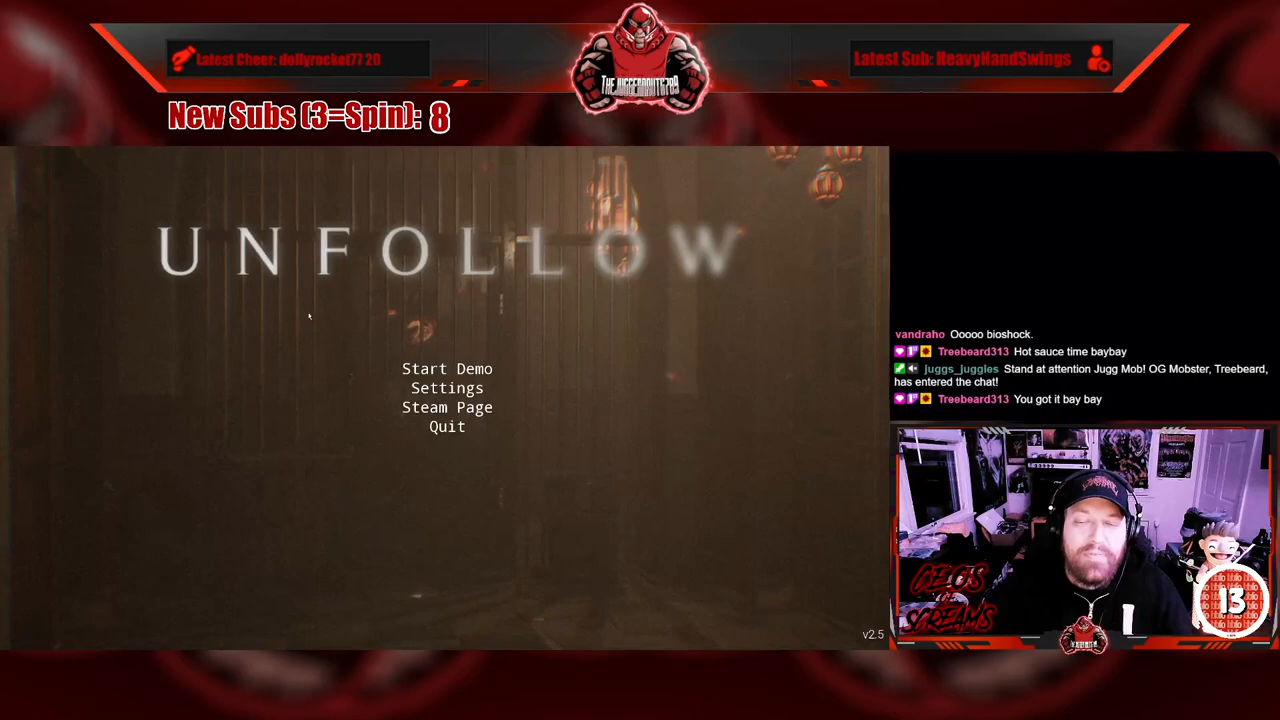 Latest Cheer: dollyrocket77 20
THEJUGGERNAUT6789
Latest Sub: HeavyHandSwings
New Subs (3=Spin): 8
UNFOLLOW
Start Demo
Settings
Steam Page
Quit
v2.5
vandraho Ooooo bioshock.
Treebeard313 Hot sauce time baybay
juggs_juggles Stand at attention Jugg Mob! OG Mobster, Treebeard,
has entered the chat!
Treebeard313 You got it bay bay
SCREAMS
13